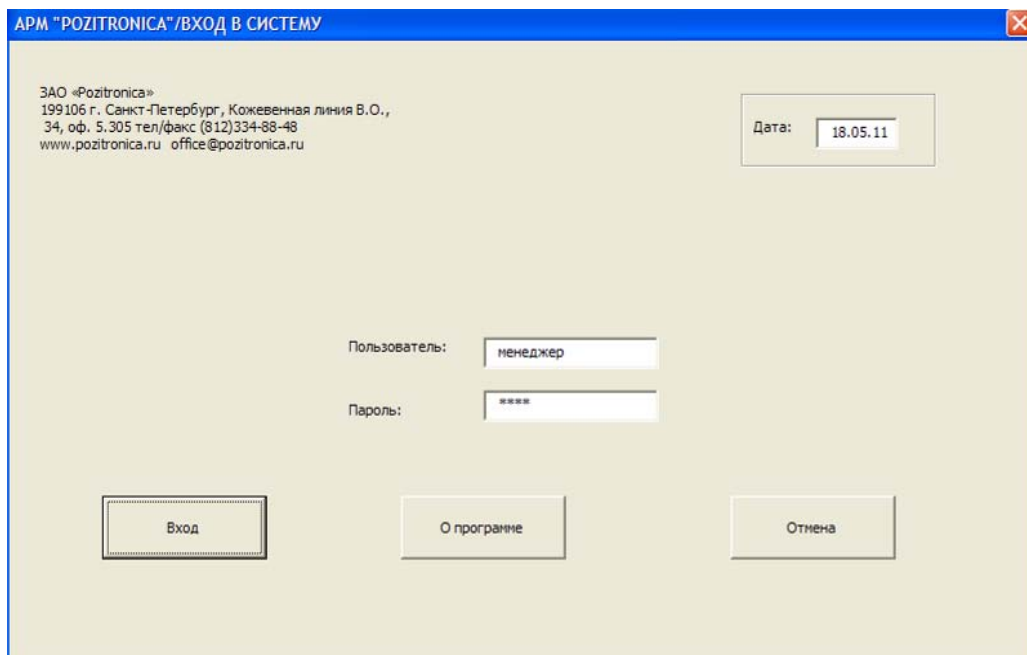 АРМ "POZITRONICA"/ВХОД В СИСТЕМУ
ЗАО «Pozitronica»
199106 г. Санкт-Петербург, Кожевенная линия В.О.,
34, оф. 5.305 тел/факс (812)334-88-48
www.pozitronica.ru office@pozitronica.ru
Дата: 18.05.11
Пользователь: менеджер
Пароль: ****
Вход О программе Отмена